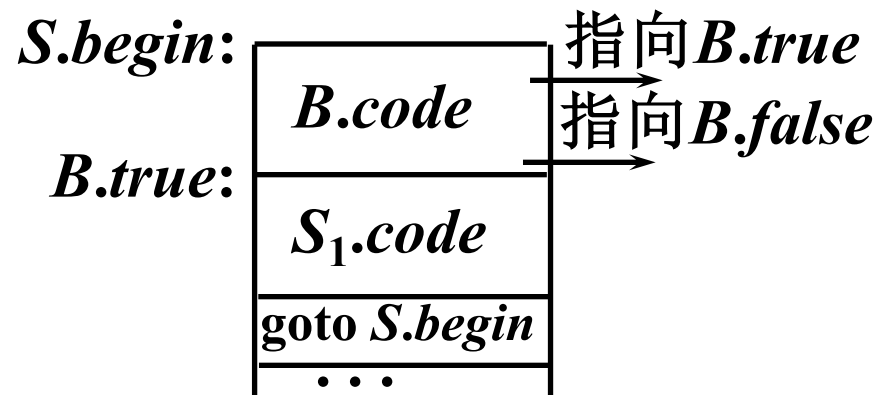 S.begin:
指向B.true
B.code
指向B.false
B.true:
S₁.code
goto S.begin
...